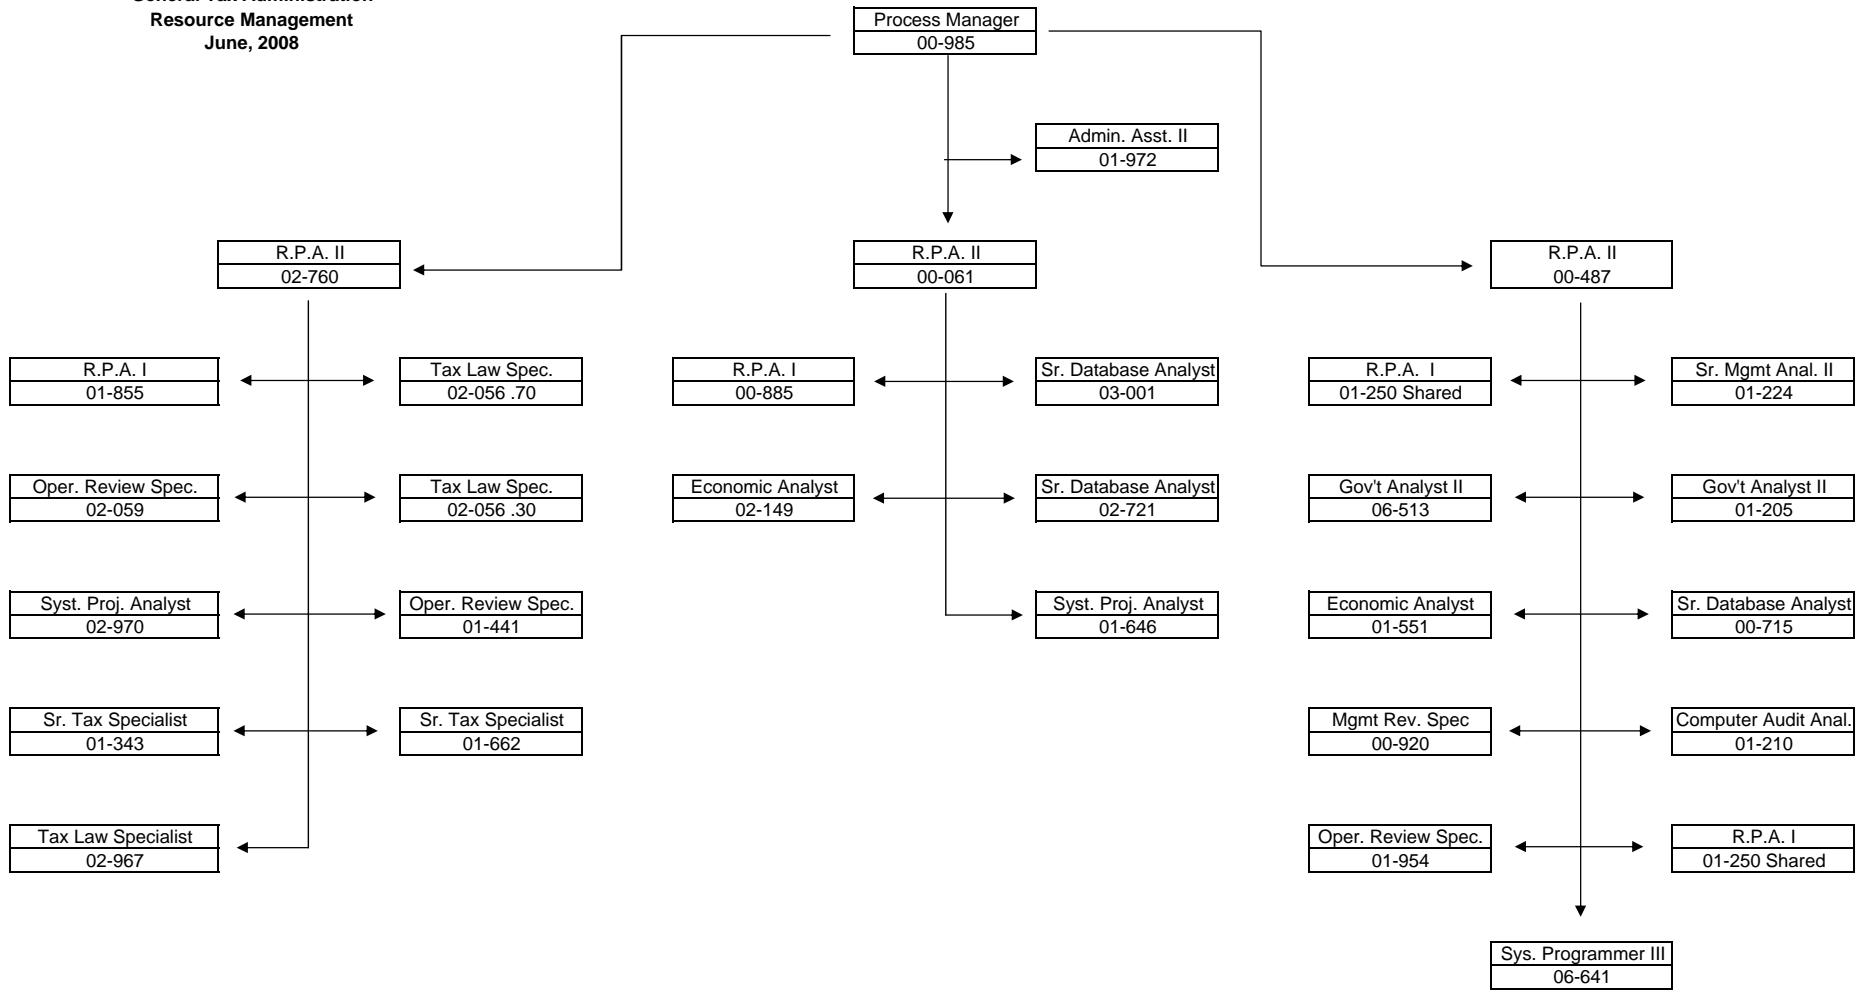 General Tax Administration
Resource Management
June, 2008
Process Manager
00-985
Admin. Asst. II
01-972
R.P.A. II
02-760
R.P.A. II
00-061
R.P.A. II
00-487
R.P.A. I
01-855
Tax Law Spec.
02-056 .70
R.P.A. I
00-885
Sr. Database Analyst
03-001
R.P.A.  I
01-250 Shared
Sr. Mgmt Anal. II
01-224
Oper. Review Spec.
02-059
Tax Law Spec.
02-056 .30
Economic Analyst
02-149
Sr. Database Analyst
02-721
Gov't Analyst II
06-513
Gov't Analyst II
01-205
Syst. Proj. Analyst
02-970
Oper. Review Spec.
01-441
Syst. Proj. Analyst
01-646
Economic Analyst
01-551
Sr. Database Analyst
00-715
Sr. Tax Specialist
01-343
Sr. Tax Specialist
01-662
Mgmt Rev. Spec
00-920
Computer Audit Anal.
01-210
Tax Law Specialist
02-967
Oper. Review Spec.
01-954
R.P.A. I
01-250 Shared
Sys. Programmer III
06-641